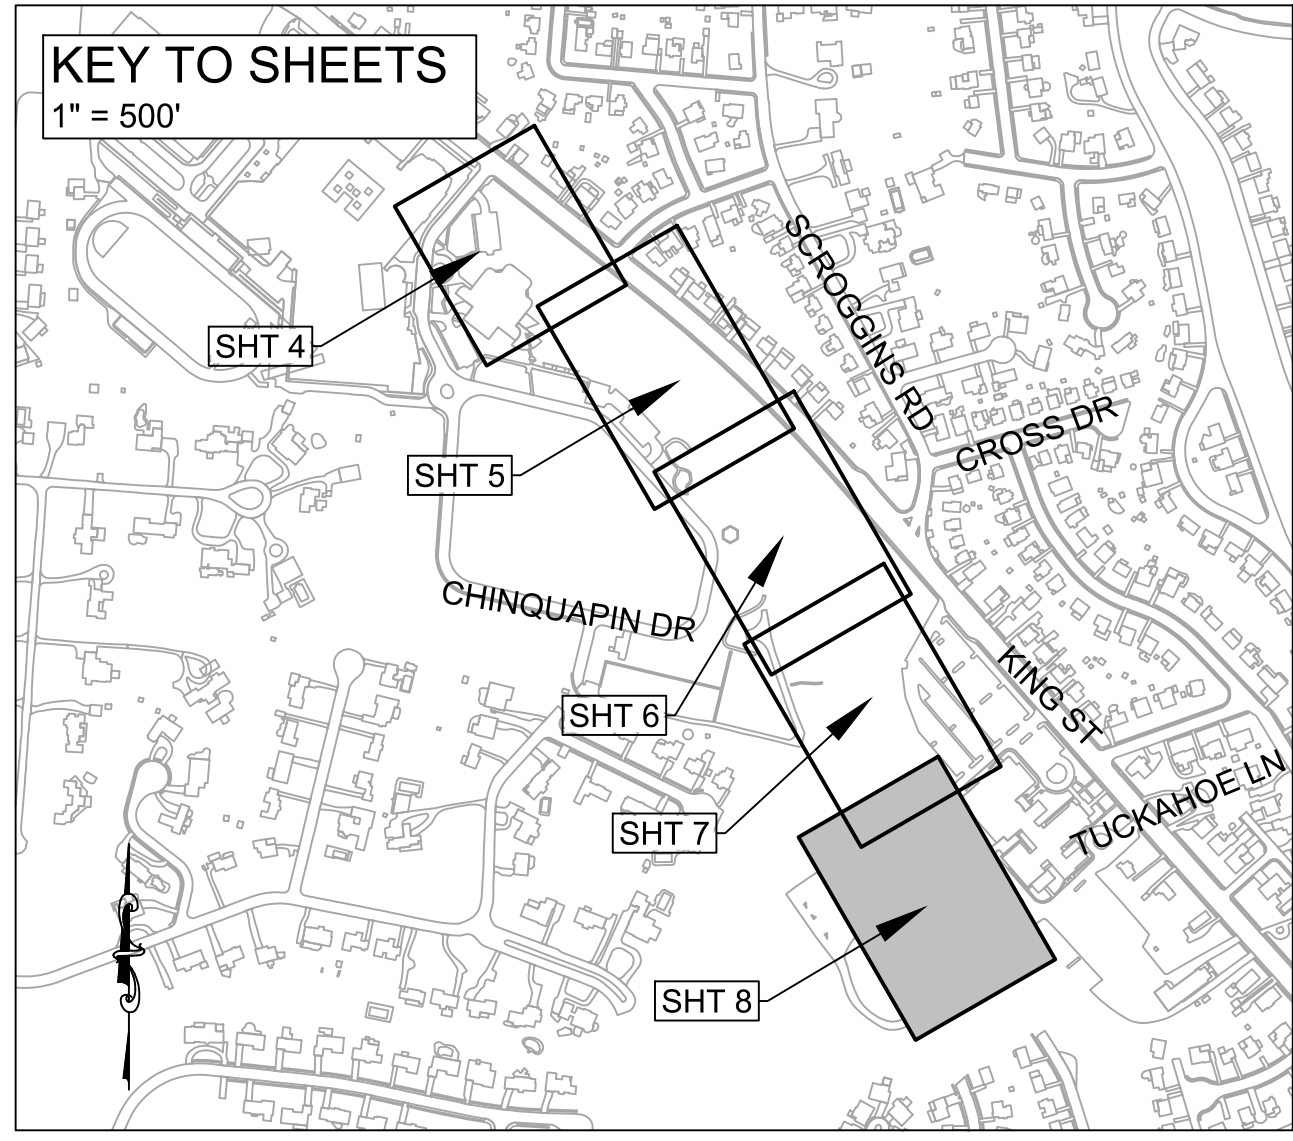 KEY TO SHEETS
1" = 500'
SCROGGINS RD
SHT 4
CROSS DR
SHT 5
CHINQUAPIN DR
KING ST
SHT 6
TUCKAHOE LN
SHT 7
SHT 8